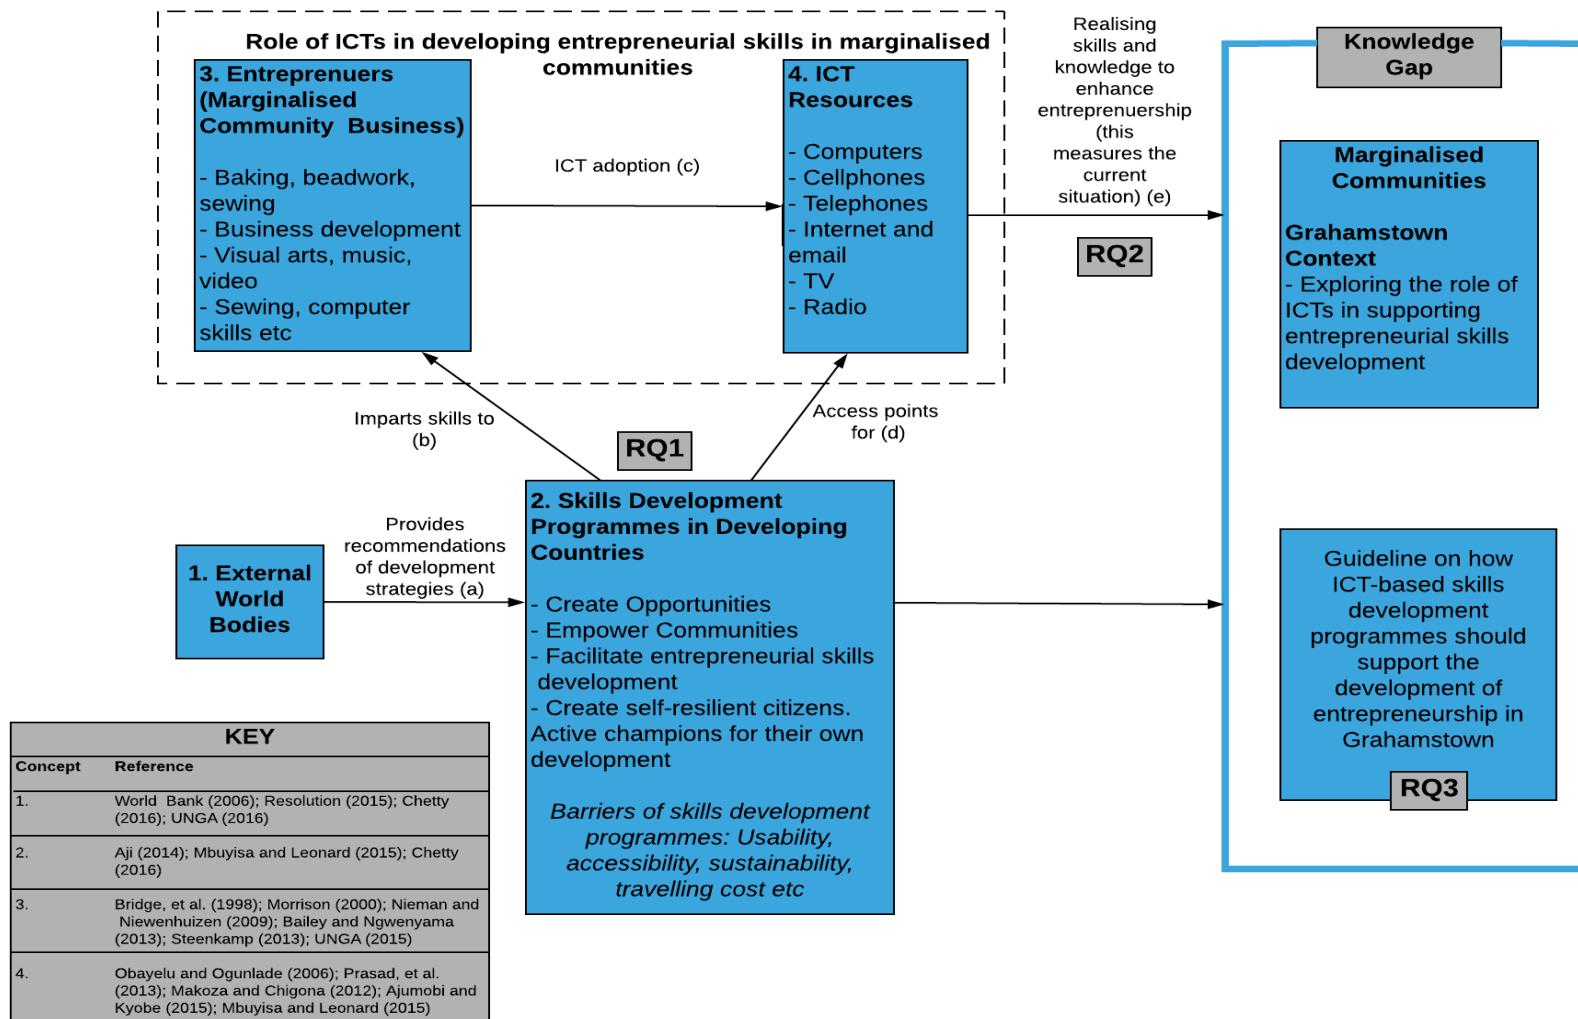 Role of ICTs in developing entrepreneurial skills in marginalised
communities
3. Entreprenuers
(Marginalised
Community Business)
- Baking, beadwork,
sewing
- Business development
- Visual arts, music,
video
- Sewing, computer
skills etc
ICT adoption (c)
4. ICT
Resources
- Computers
- Cellphones
- Telephones
- Internet and
email
- TV
- Radio
Realising
skills and
knowledge to
enhance
entreprenuership
(this
measures the
current
situation) (e)
RQ2
Knowledge
Gap
Marginalised
Communities
Grahamstown
Context
- Exploring the role of
ICTs in supporting
entrepreneurial skills
development
Imparts skills to
(b)
RQ1
Access points
for (d)
1. External
World
Bodies
Provides
recommendations
of development
strategies (a)
2. Skills Development
Programmes in Developing
Countries
- Create Opportunities
- Empower Communities
- Facilitate entrepreneurial skills
development
- Create self-resilient citizens.
Active champions for their own
development
Barriers of skills development
programmes: Usability,
accessibility, sustainability,
travelling cost etc
Guideline on how
ICT-based skills
development
programmes should
support the
development of
entrepreneurship in
Grahamstown
RQ3
KEY
Concept Reference
1. World Bank (2006); Resolution (2015); Chetty
(2016); UNGA (2016)
2. Aji (2014); Mbuyisa and Leonard (2015); Chetty
(2016)
3. Bridge, et al. (1998); Morrison (2000); Nieman and
Niewenhuizen (2009); Bailey and Ngwenyama
(2013); Steenkamp (2013); UNGA (2015)
4. Obayelu and Ogunlade (2006); Prasad, et al.
(2013); Makoza and Chigona (2012); Ajumobi and
Kyobe (2015); Mbuyisa and Leonard (2015)